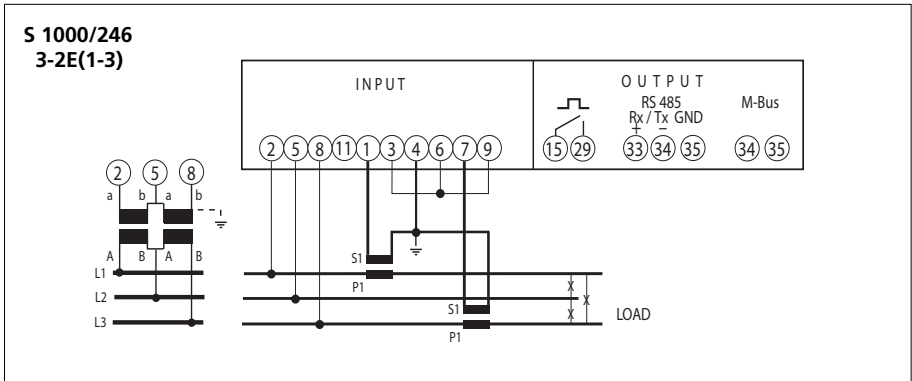 S 1000/246
3-2E(1-3)
INPUT
OUTPUT
RS 485
Rx / Tx GND
+ −
M-Bus
2 5 8 11 1 3 4 6 7 9
15 29 33 34 35 34 35
2 5 8
a b a b
A B A B
S1
P1
L1
L2
L3
S1
P1
X X
X
LOAD